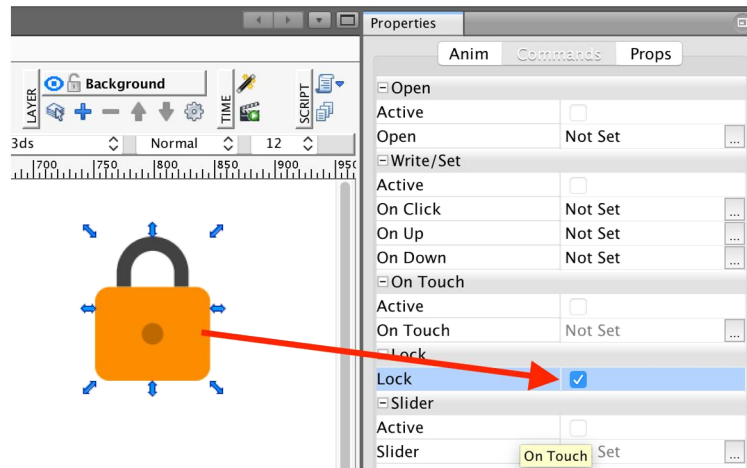 Properties
Anim Commands Props
Background
LAYER
TIME
SCRIPT
3ds Normal 12
700 750 800 850 900 950
Open
Active
Open Not Set ...
Write/Set
Active
On Click Not Set ...
On Up Not Set ...
On Down Not Set ...
On Touch
Active
On Touch Not Set ...
Lock
Lock
Slider
Active
Slider Set ...
On Touch